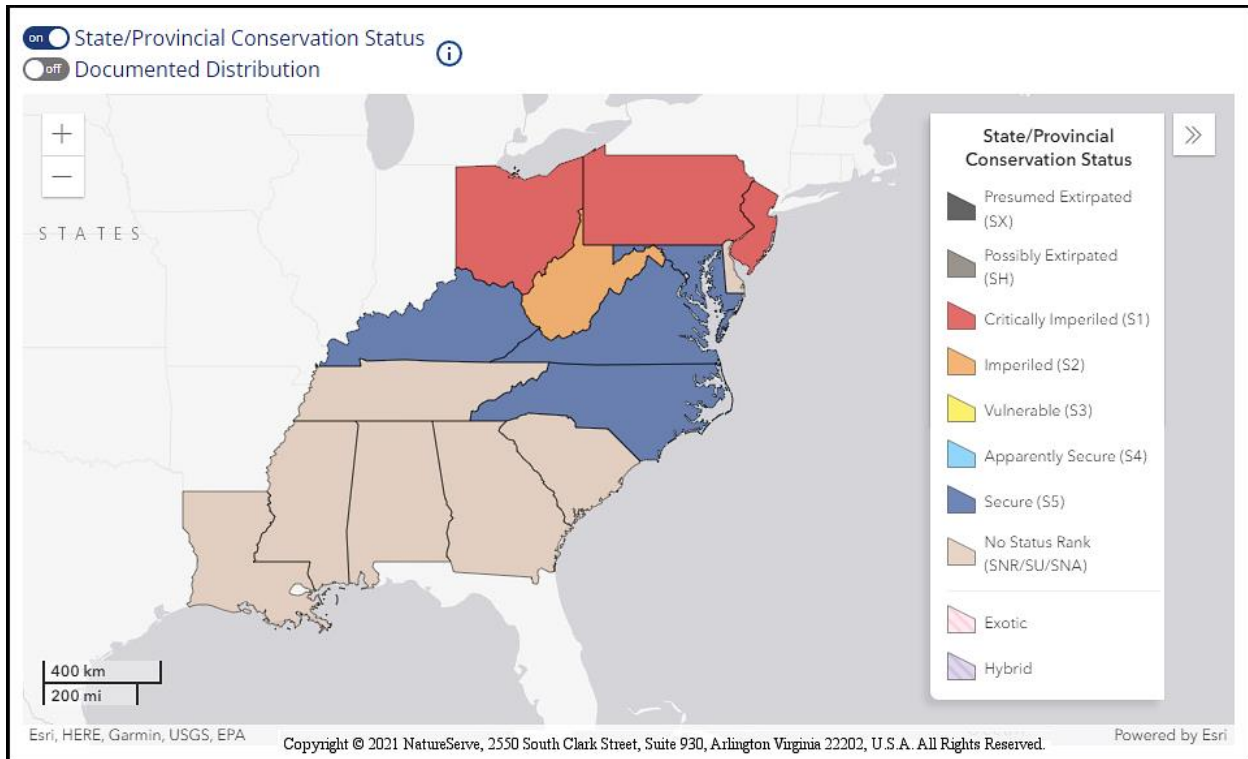 on State/Provincial Conservation Status
off Documented Distribution
STATES
State/Provincial
Conservation Status
Presumed Extirpated
(SX)
Possibly Extirpated
(SH)
Critically Imperiled (S1)
Imperiled (S2)
Vulnerable (S3)
Apparently Secure (S4)
Secure (S5)
No Status Rank
(SNR/SU/SNA)
Exotic
Hybrid
400 km
200 mi
Esri, HERE, Garmin, USGS, EPA
Copyright © 2021 NatureServe, 2550 South Clark Street, Suite 930, Arlington Virginia 22202, U.S.A. All Rights Reserved.
Powered by Esri